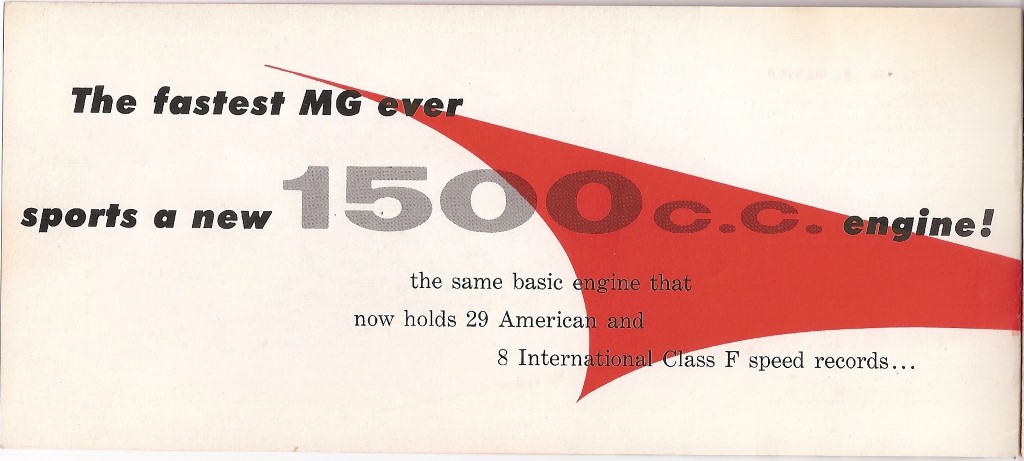 The fastest MG ever
sports a new 1500 c.c. engine!
the same basic engine that
now holds 29 American and
8 International Class F speed records...